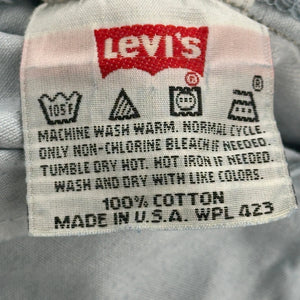 LEVI'S
105F
MACHINE WASH WARM. NORMAL CYCLE.
ONLY NON-CHLORINE BLEACH IF NEEDED.
TUMBLE DRY HOT. HOT IRON IF NEEDED.
WASH AND DRY WITH LIKE COLORS.
100% COTTON
MADE IN U.S.A. WPL 423